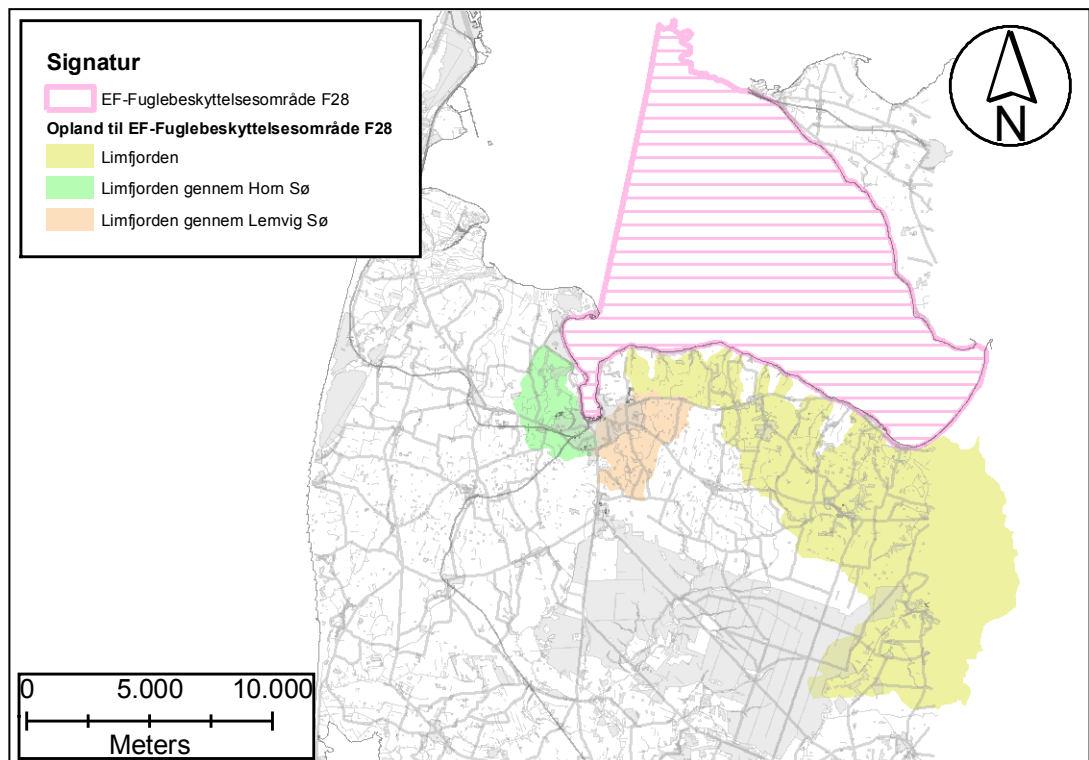 Signatur
EF-Fuglebeskyttelsesområde F28
Opland til EF-Fuglebeskyttelsesområde F28
Limfjorden
Limfjorden gennem Horn Sø
Limfjorden gennem Lemvig Sø
N
0 5.000 10.000
Meters